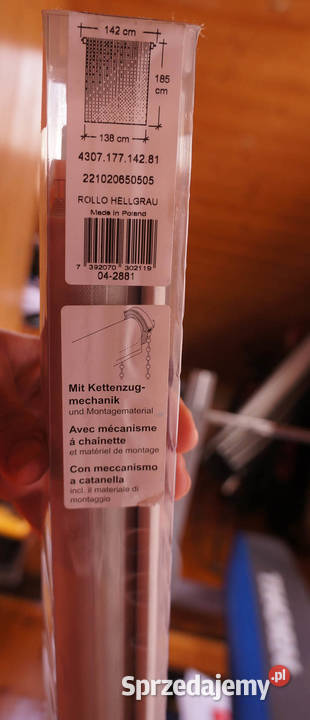 142 cm
185
cm
138 cm
4307.177.142.81
221020650505
ROLLO HELLGRAU
Made in Poland
7 392070 302119
04-2881
Mit Kettenzug-
mechanik
und Montagematerial
Avec mécanisme
á chaînette
et matériel de montage
Con meccanismo
a catanella
incl. il materiale di
montaggio
Sprzedajemy.pl